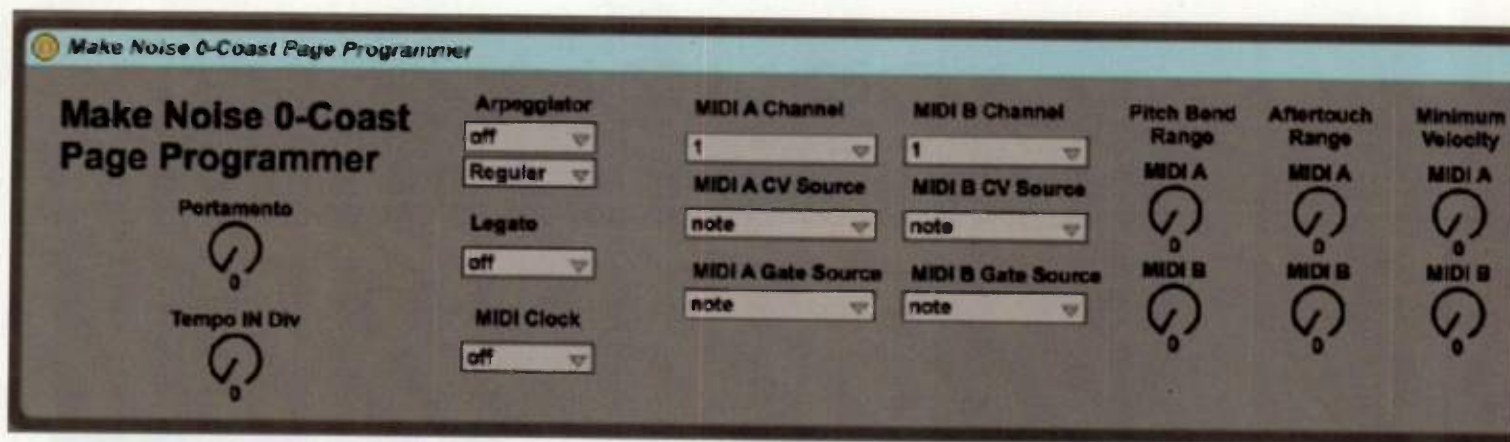 Make Noise 0-Coast Page Programmer
Make Noise 0-Coast
Page Programmer
Portamento
0
Tempo IN Div
0
Arpeggiator
off
Regular
Legato
off
MIDI Clock
off
MIDI A Channel
1
MIDI A CV Source
note
MIDI A Gate Source
note
MIDI B Channel
1
MIDI B CV Source
note
MIDI B Gate Source
note
Pitch Bend
Range
MIDI A
0
MIDI B
0
Aftertouch
Range
MIDI A
0
MIDI B
0
Minimum
Velocity
MIDI A
0
MIDI B
0